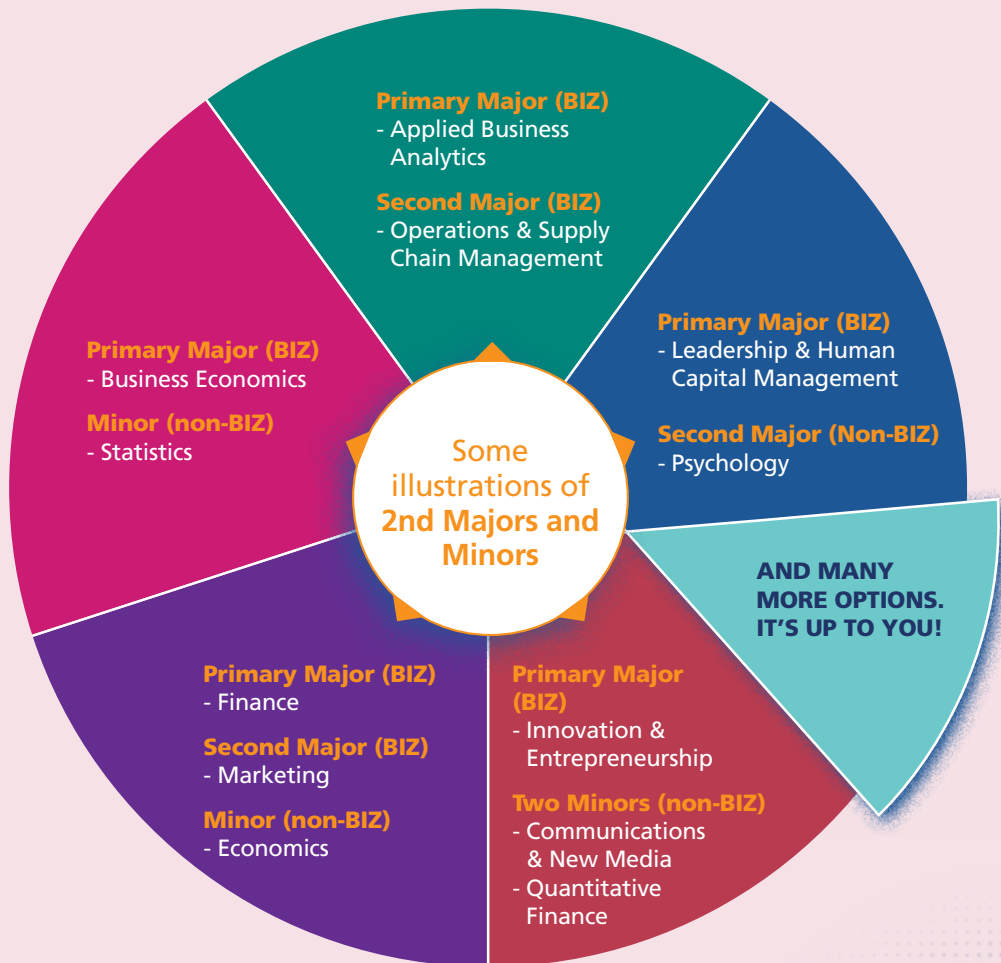 Primary Major (BIZ)
- Applied Business
Analytics
Second Major (BIZ)
- Operations & Supply
Chain Management
Primary Major (BIZ)
- Leadership & Human
Capital Management
Second Major (Non-BIZ)
- Psychology
AND MANY
MORE OPTIONS.
IT’S UP TO YOU!
Primary Major
(BIZ)
- Innovation &
Entrepreneurship
Two Minors (non-BIZ)
- Communications
& New Media
- Quantitative
Finance
Primary Major (BIZ)
- Finance
Second Major (BIZ)
- Marketing
Minor (non-BIZ)
- Economics
Primary Major (BIZ)
- Business Economics
Minor (non-BIZ)
- Statistics
Some
illustrations of
2nd Majors and
Minors